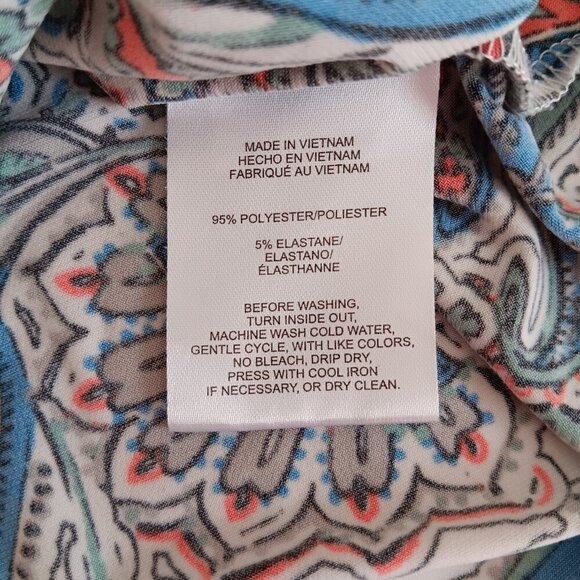 MADE IN VIETNAM
HECHO EN VIETNAM
FABRIQUÉ AU VIETNAM
95% POLYESTER/POLIESTER
5% ELASTANE/
ELASTANO/
ÉLASTHANNE
BEFORE WASHING,
TURN INSIDE OUT,
MACHINE WASH COLD WATER,
GENTLE CYCLE, WITH LIKE COLORS,
NO BLEACH, DRIP DRY,
PRESS WITH COOL IRON
IF NECESSARY, OR DRY CLEAN.